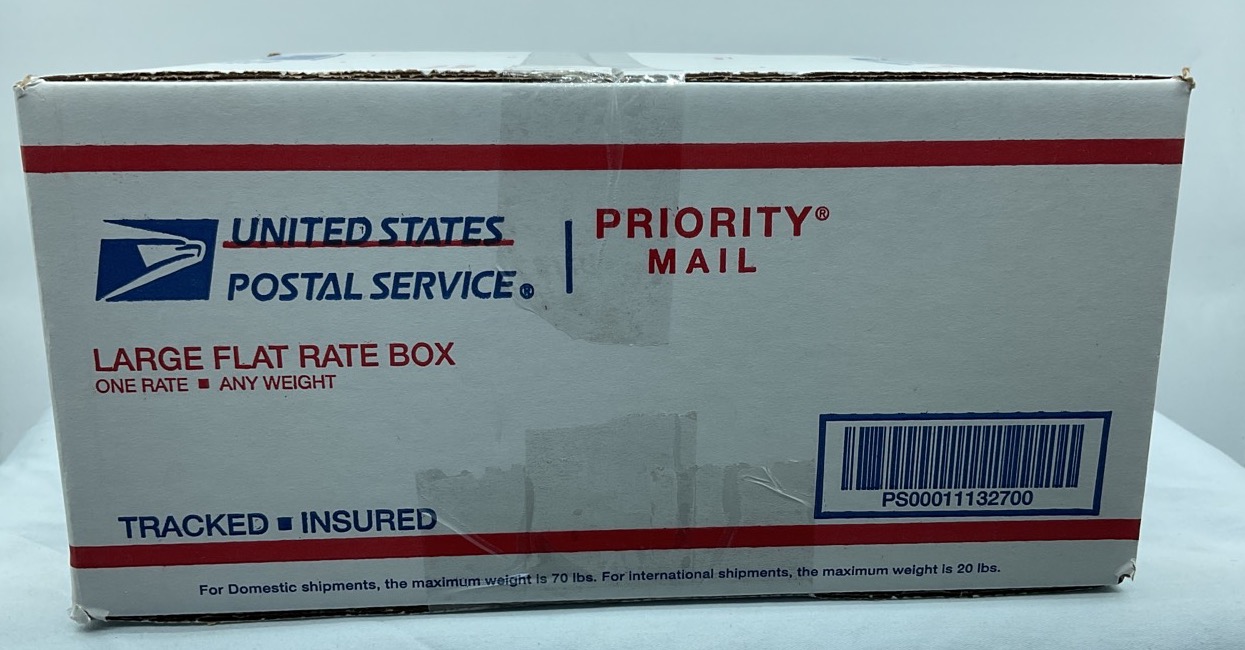 UNITED STATES
POSTAL SERVICE®
PRIORITY®
MAIL
LARGE FLAT RATE BOX
ONE RATE ■ ANY WEIGHT
PS00011132700
TRACKED ■ INSURED
For Domestic shipments, the maximum weight is 70 lbs. For international shipments, the maximum weight is 20 lbs.